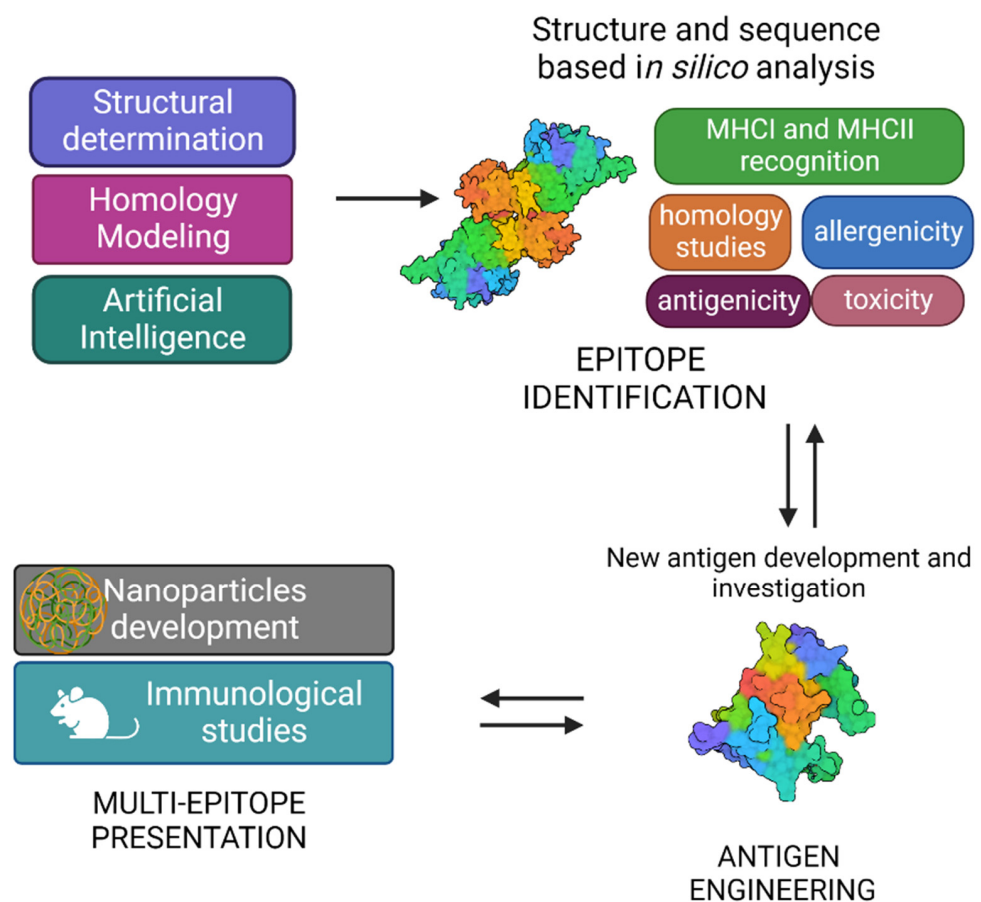 Structure and sequence
based in silico analysis
Structural
determination
Homology
Modeling
Artificial
Intelligence
MHCI and MHCII
recognition
homology
studies
allergenicity
antigenicity
toxicity
EPITOPE
IDENTIFICATION
New antigen development and
investigation
ANTIGEN
ENGINEERING
Nanoparticles
development
Immunological
studies
MULTI-EPITOPE
PRESENTATION